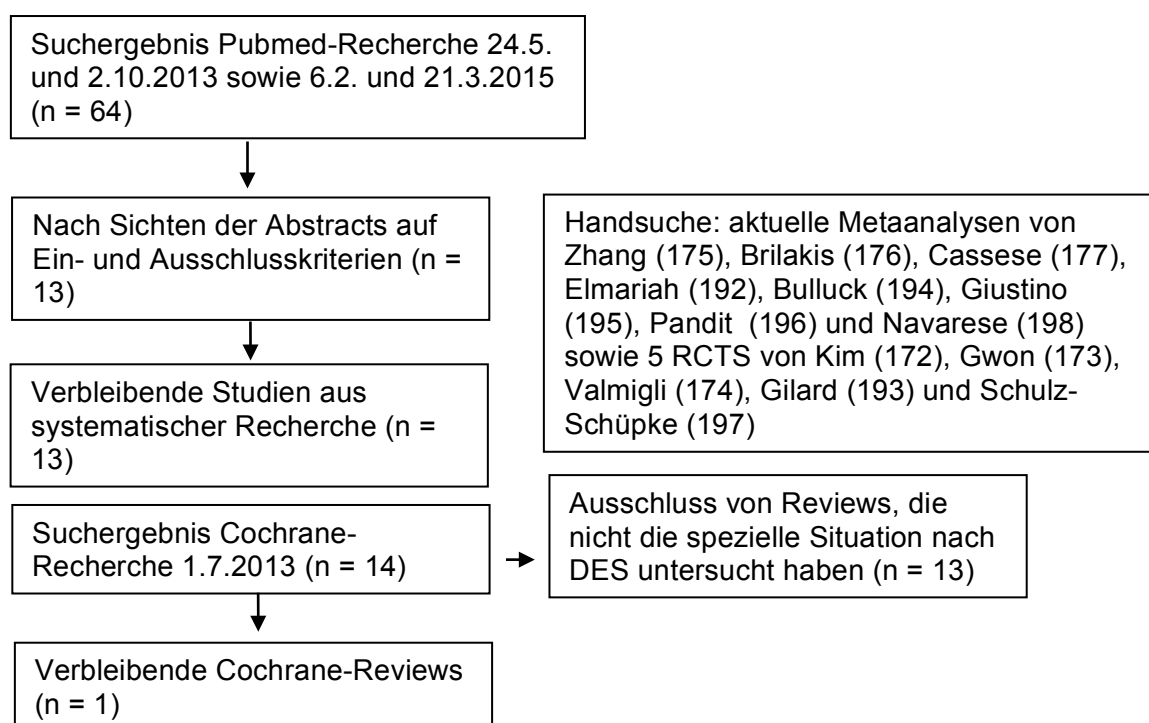 Suchergebnis Pubmed-Recherche 24.5.
und 2.10.2013 sowie 6.2. und 21.3.2015
(n = 64)
Nach Sichten der Abstracts auf
Ein- und Ausschlusskriterien (n =
13)
Handsuche: aktuelle Metaanalysen von
Zhang (175), Brilakis (176), Cassese (177),
Elmariah (192), Bulluck (194), Giustino
(195), Pandit (196) und Navarese (198)
sowie 5 RCTS von Kim (172), Gwon (173),
Valmigli (174), Gilard (193) und Schulz-
Schüpke (197)
Verbleibende Studien aus
systematischer Recherche (n =
13)
Suchergebnis Cochrane-
Recherche 1.7.2013 (n = 14)
Ausschluss von Reviews, die
nicht die spezielle Situation nach
DES untersucht haben (n = 13)
Verbleibende Cochrane-Reviews
(n = 1)